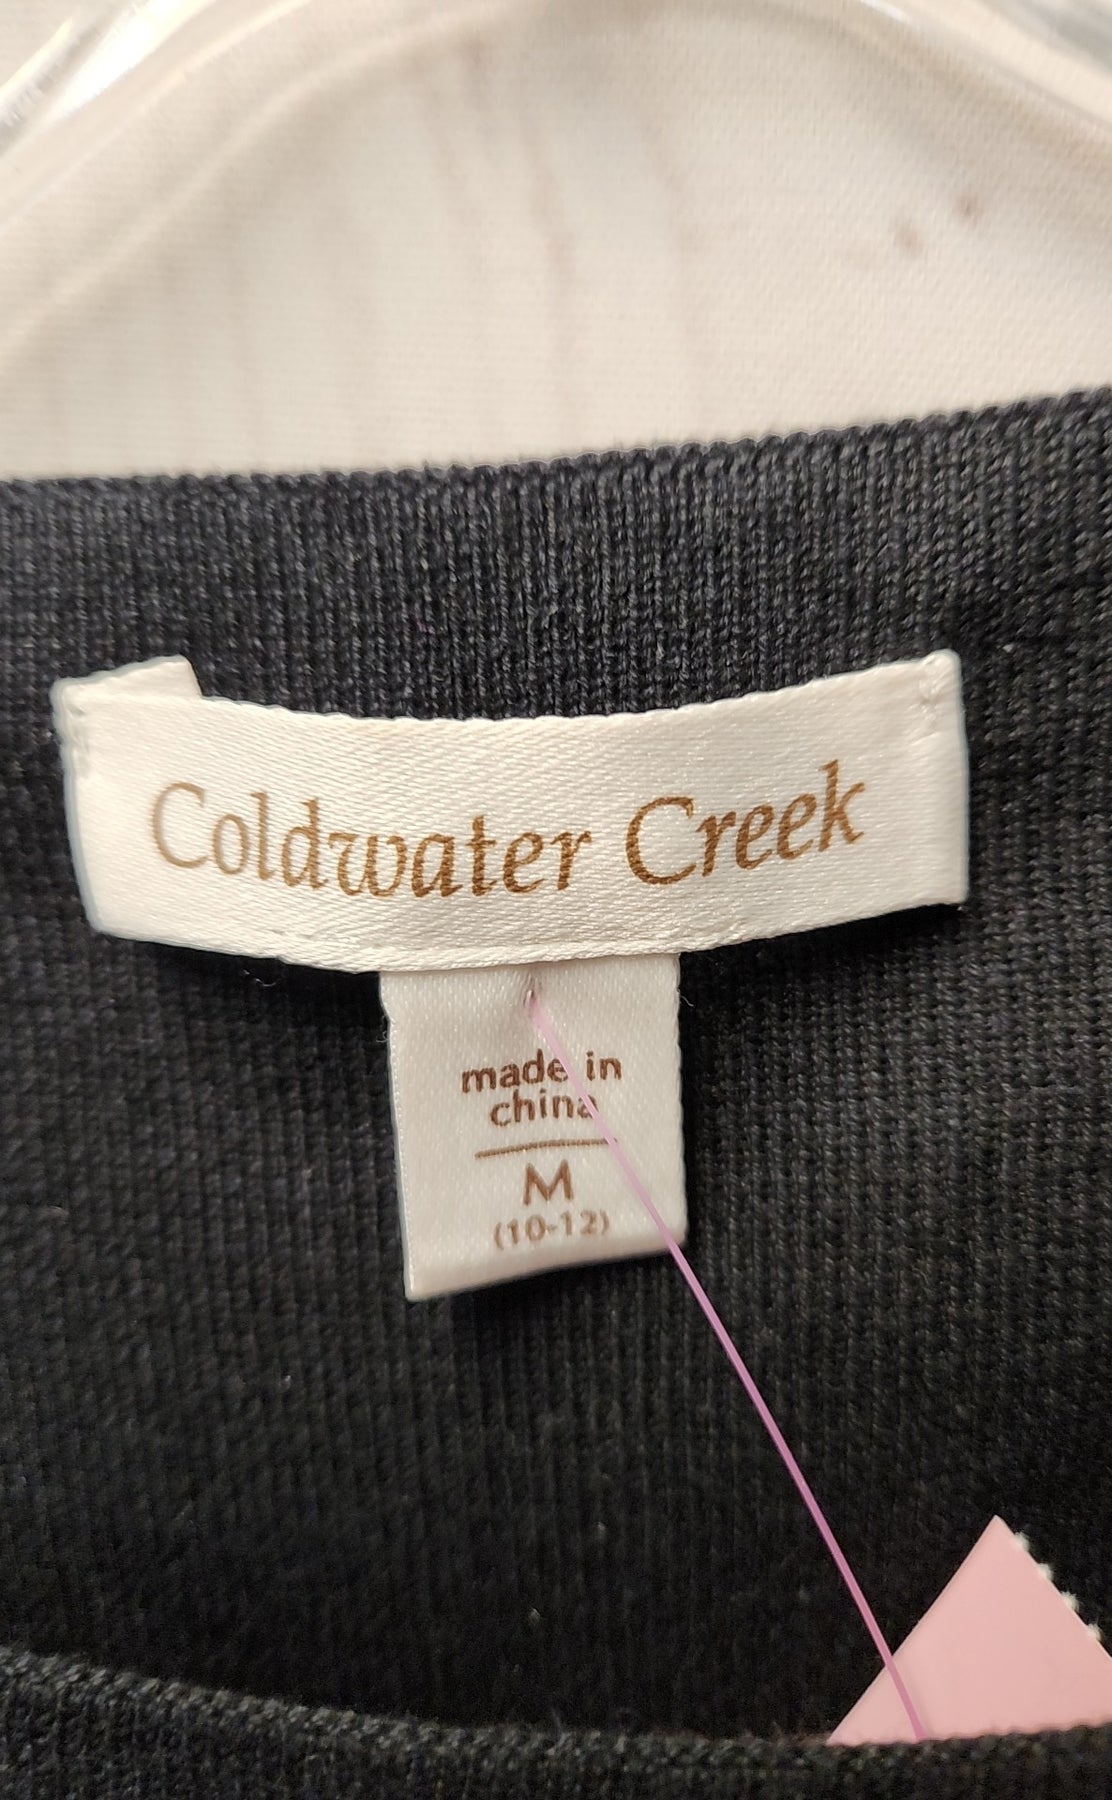 Coldwater Creek
made in
china
M
(10-12)